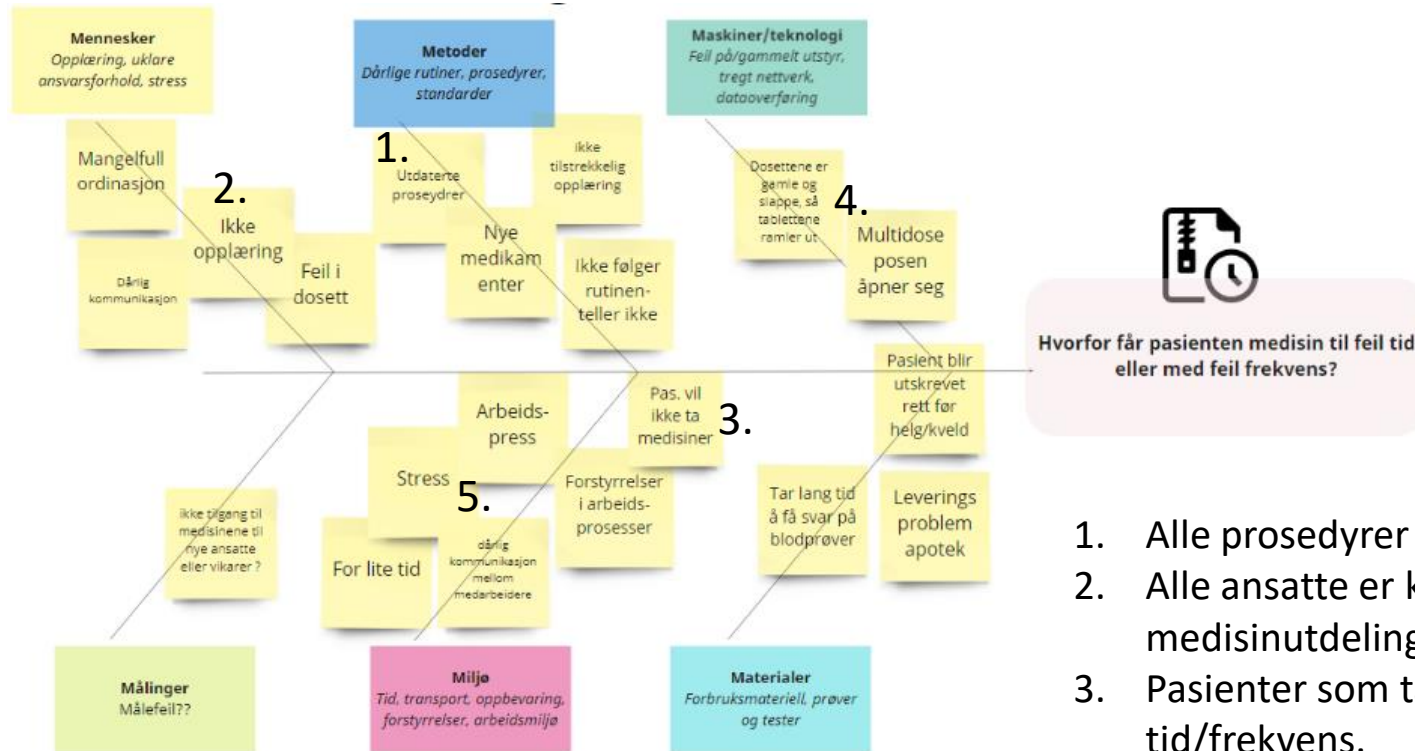 Mennesker
Opplæring, uklare
ansvarsforhold, stress
Metoder
Dårlige rutiner, prosedyrer,
standarder
Maskiner/teknologi
Feil på/gammelt utstyr,
tregt nettverk,
dataoverføring
Mangelfull
ordinasjon
2.
Ikke
opplæring
Dårlig
kommunikasjon
Feil i
dosett
1.
Utdaterte
proseydrer
ikke
tilstrekkelig
opplæring
Nye
medikam
enter
Ikke følger
rutinen-
teller ikke
Dosettene er
gamle og
slappe, så
tablettene
ramler ut
4.
Multidose
posen
åpner seg
Hvorfor får pasienten medisin til feil tid
eller med feil frekvens?
Pasient blir
utskrevet
rett før
helg/kveld
Arbeids-
press
Pas. vil
ikke ta
medisiner
3.
Stress
5.
Forstyrrelser
i arbeids-
prosesser
ikke tilgang til
medisinene til
nye ansatte
eller vikarer ?
For lite tid
dårlig
kommunikasjon
mellom
medarbeidere
Tar lang tid
å få svar på
blodprøver
Leverings
problem
apotek
1. Alle prosedyrer
2. Alle ansatte er
medisinutdeling
3. Pasienter som
tid/frekvens.
Målinger
Målefeil??
Miljø
Tid, transport, oppbevaring,
forstyrrelser, arbeidsmiljø
Materialer
Forbruksmateriell, prøver
og tester